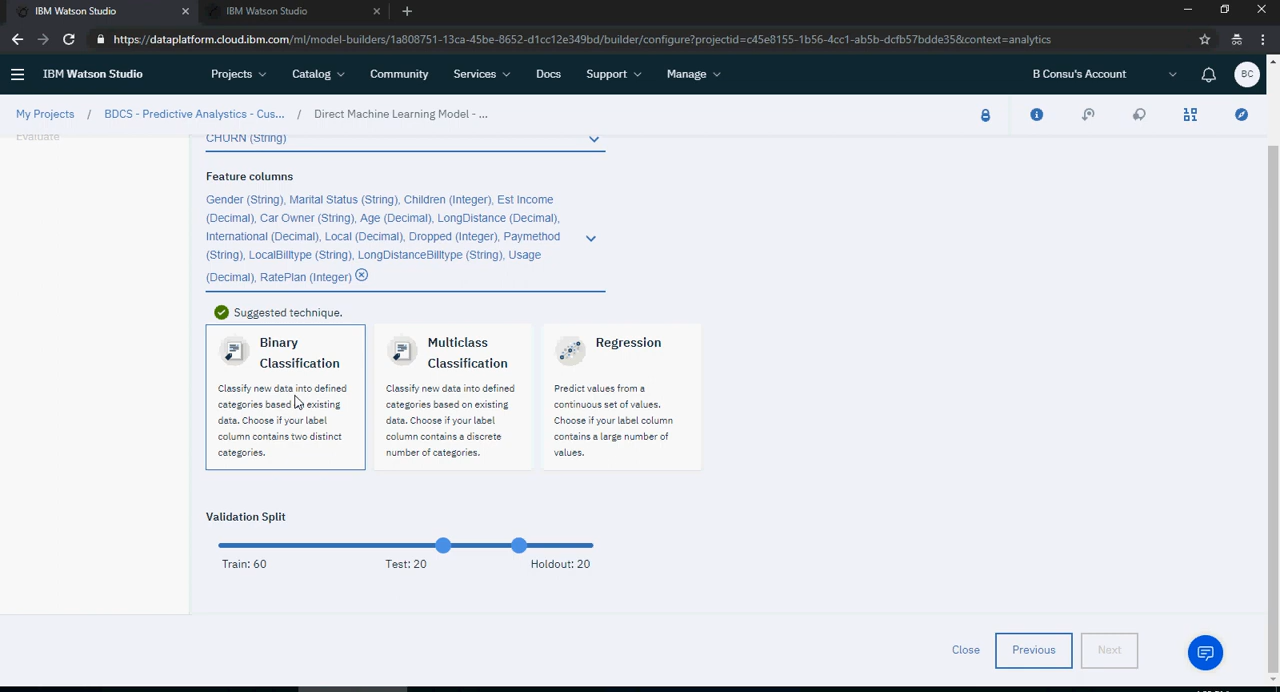 IBM Watson Studio
IBM Watson Studio
https://dataplatform.cloud.ibm.com/ml/model-builders/1a808751-13ca-45be-8652-d1cc12e349bd/builder/configure?projectid=c45e8155-1b56-4cc1-ab5b-dcfb57bdde35&context=analytics
IBM Watson Studio Projects Catalog Community Services Docs Support Manage B Consu's Account BC
My Projects / BDCS - Predictive Analystics - Cus... / Direct Machine Learning Model - ...
Evaluate
CHURN (String)
Feature columns
Gender (String), Marital Status (String), Children (Integer), Est Income
(Decimal), Car Owner (String), Age (Decimal), LongDistance (Decimal),
International (Decimal), Local (Decimal), Dropped (Integer), Paymethod
(String), LocalBilltype (String), LongDistanceBilltype (String), Usage
(Decimal), RatePlan (Integer)
Suggested technique.
Binary
Classification
Classify new data into defined
categories based on existing
data. Choose if your label
column contains two distinct
categories.
Multiclass
Classification
Classify new data into defined
categories based on existing
data. Choose if your label
column contains a discrete
number of categories.
Regression
Predict values from a
continuous set of values.
Choose if your label column
contains a large number of
values.
Validation Split
Train: 60 Test: 20 Holdout: 20
Close Previous Next